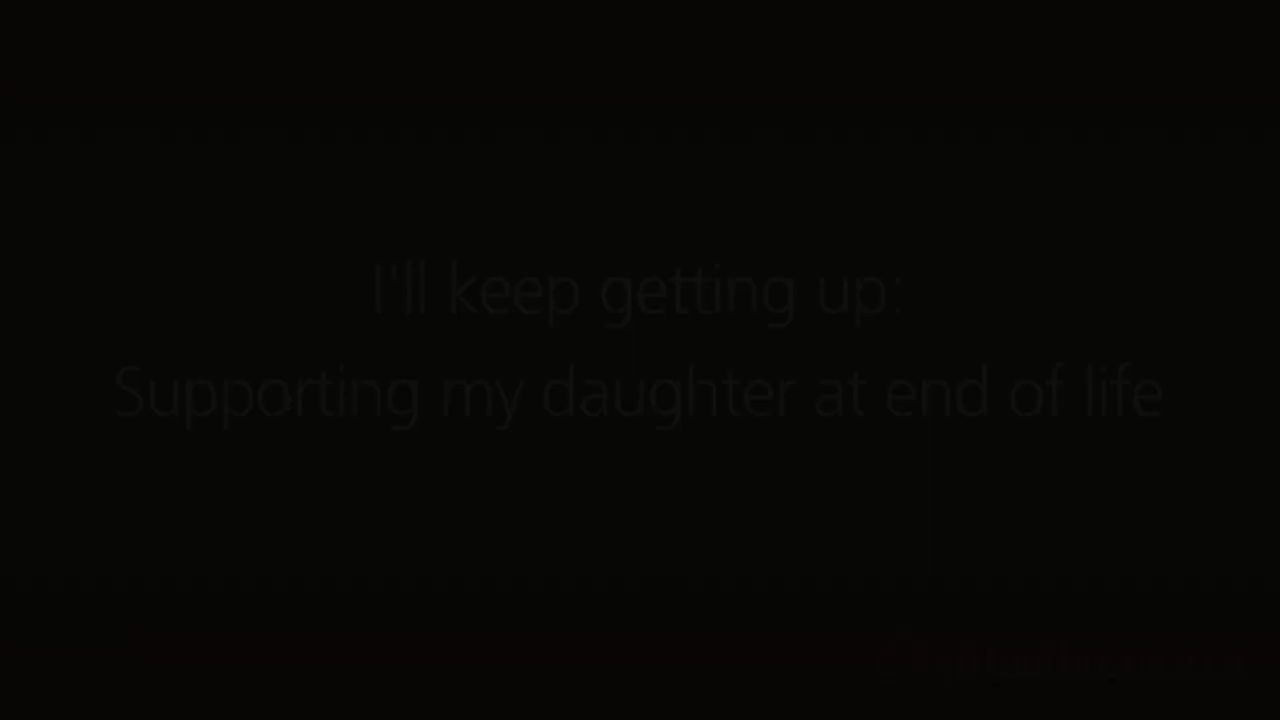 I'll keep getting up:
Supporting my daughter at end of life